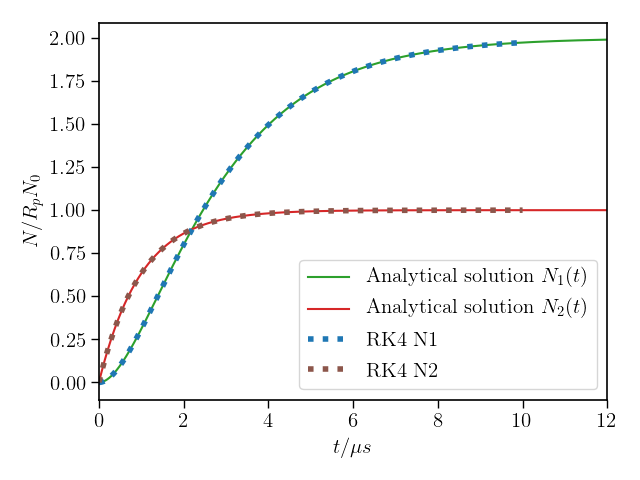 2.00
1.75
1.50
1.25
1.00
0.75
0.50
0.25
0.00
N/R_pN_0
0 2 4 6 8 10 12
t/μs
Analytical solution N_1(t)
Analytical solution N_2(t)
RK4 N1
RK4 N2